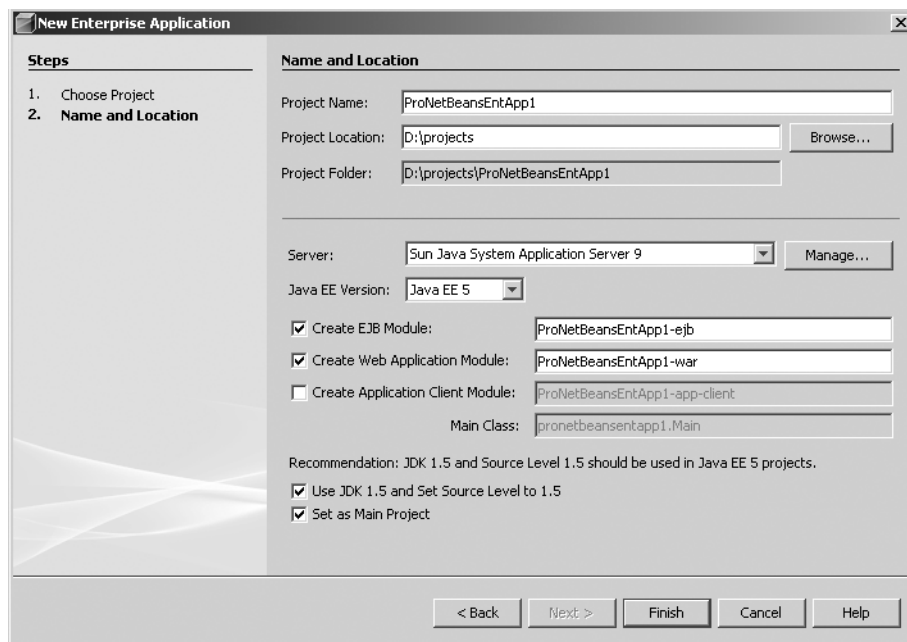 New Enterprise Application
Steps
1. Choose Project
2. Name and Location
Name and Location
Project Name: ProNetBeansEntApp1
Project Location: D:\projects Browse...
Project Folder: D:\projects\ProNetBeansEntApp1
Server: Sun Java System Application Server 9 Manage...
Java EE Version: Java EE 5
Create EJB Module: ProNetBeansEntApp1-ejb
Create Web Application Module: ProNetBeansEntApp1-war
Create Application Client Module: ProNetBeansEntApp1-app-client
Main Class: pronetbeansentapp1.Main
Recommendation: JDK 1.5 and Source Level 1.5 should be used in Java EE 5 projects.
Use JDK 1.5 and Set Source Level to 1.5
Set as Main Project
< Back Next > Finish Cancel Help